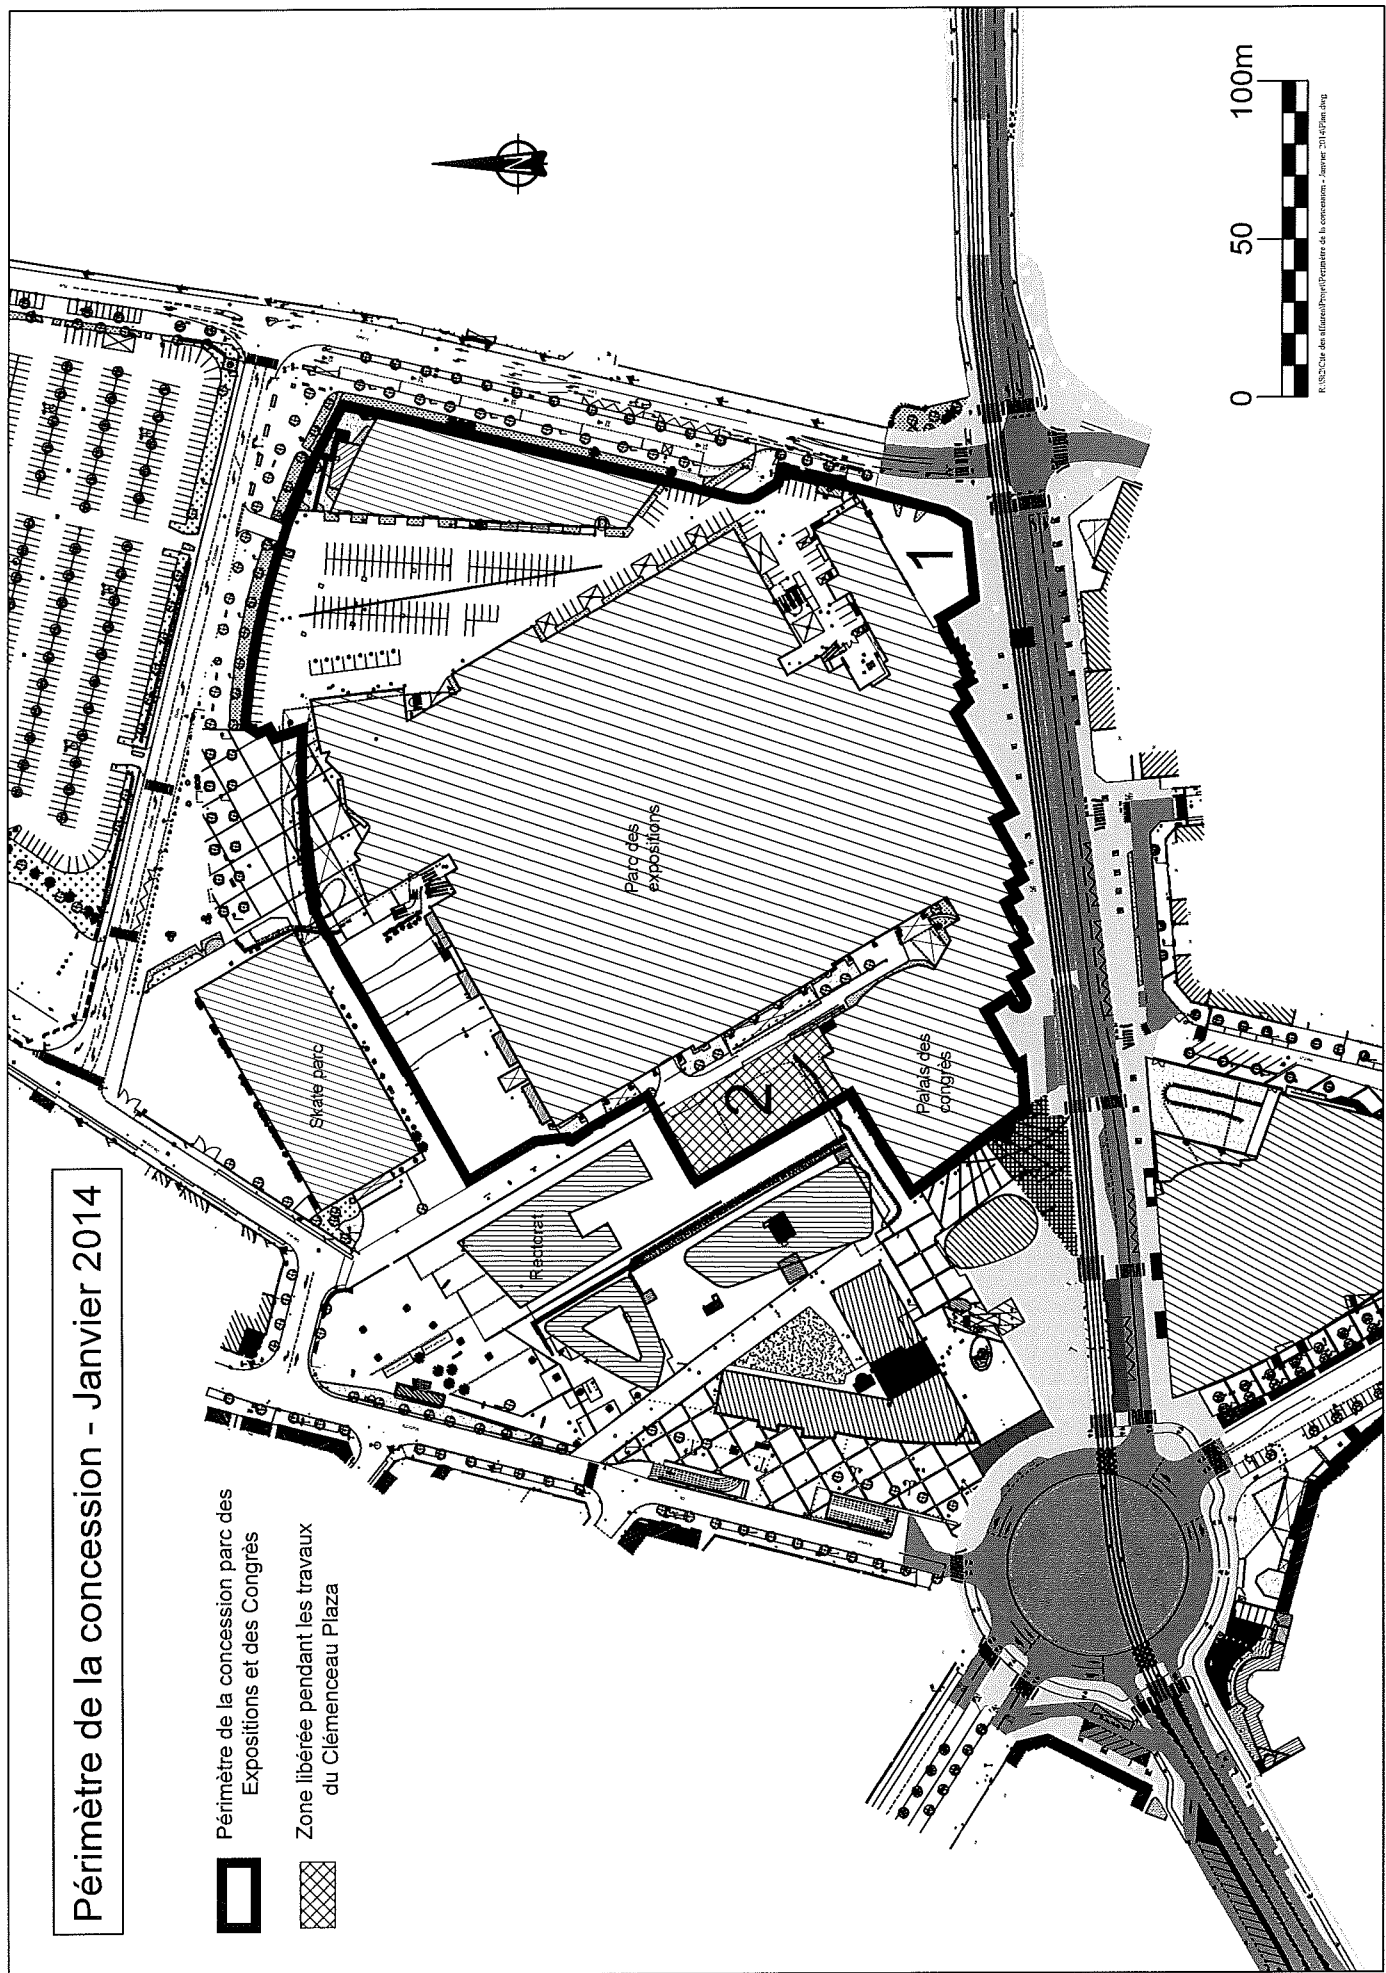 Périmètre de la concession - Janvier 2014
Périmètre de la concession parc des
Expositions et des Congrès
Zone libérée pendant les travaux
du Clémenceau Plaza
Skate parc
Rectorat
Parc des
expositions
Palais des
congrès
1
2
N
0
50
100m